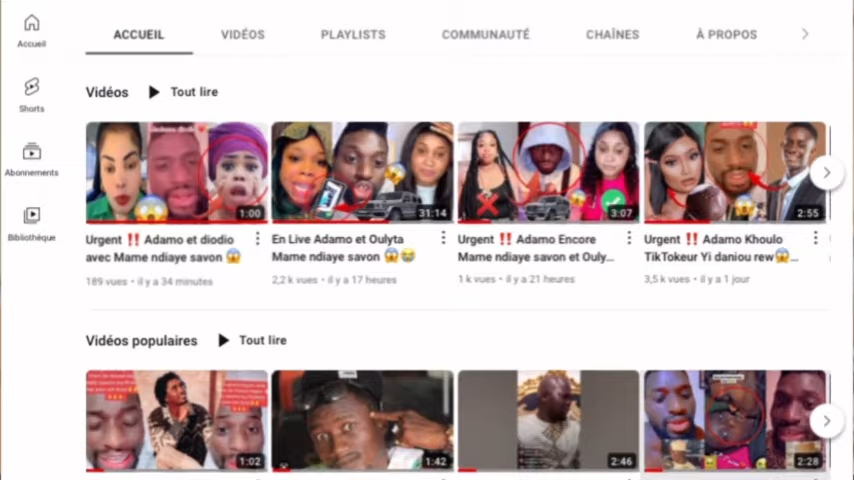 ACCUEIL VIDÉOS PLAYLISTS COMMUNAUTÉ CHAÎNES À PROPOS
Accueil
Shorts
Abonnements
Bibliothèque
Vidéos Tout lire
1:00
Urgent ‼️ Adamo et diodio
avec Mame ndiaye savon 😱
189 vues • il y a 34 minutes
31:14
En Live Adamo et Oulyta
Mame ndiaye savon 😱😭
2,2 k vues • il y a 17 heures
3:07
Urgent ‼️ Adamo Encore
Mame ndiaye savon et Ouly...
1 k vues • il y a 21 heures
2:55
Urgent ‼️ Adamo Khoulo
TikTokeur Yi daniou rew😱...
3,5 k vues • il y a 1 jour
Vidéos populaires Tout lire
1:02
1:42
2:46
2:28